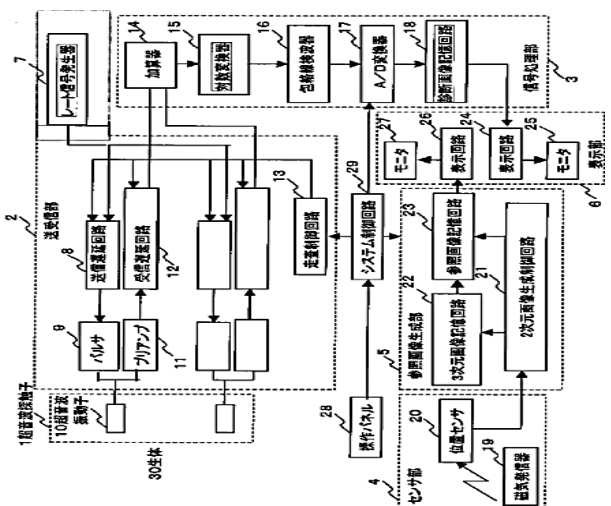 1超音波探触子
10超音波
振動子
30生体
2
送受信部
9
パルサ
8
送信遅延回路
プリアンプ
11
受信遅延回路
12
13
走査制御回路
7
レート信号発生器
14
加算器
15
対数変換器
16
包絡線検波器
17
A/D変換器
18
診断画像記憶回路
信号処理部
3
28
操作パネル
29
システム制御回路
4
センサ部
20
位置センサ
19
磁気発信器
5
参照画像生成部
22
3次元画像記憶回路
23
参照画像記憶回路
21
2次元画像生成制御回路
27
モニタ
26
表示回路
24
表示回路
25
モニタ
表示部
6